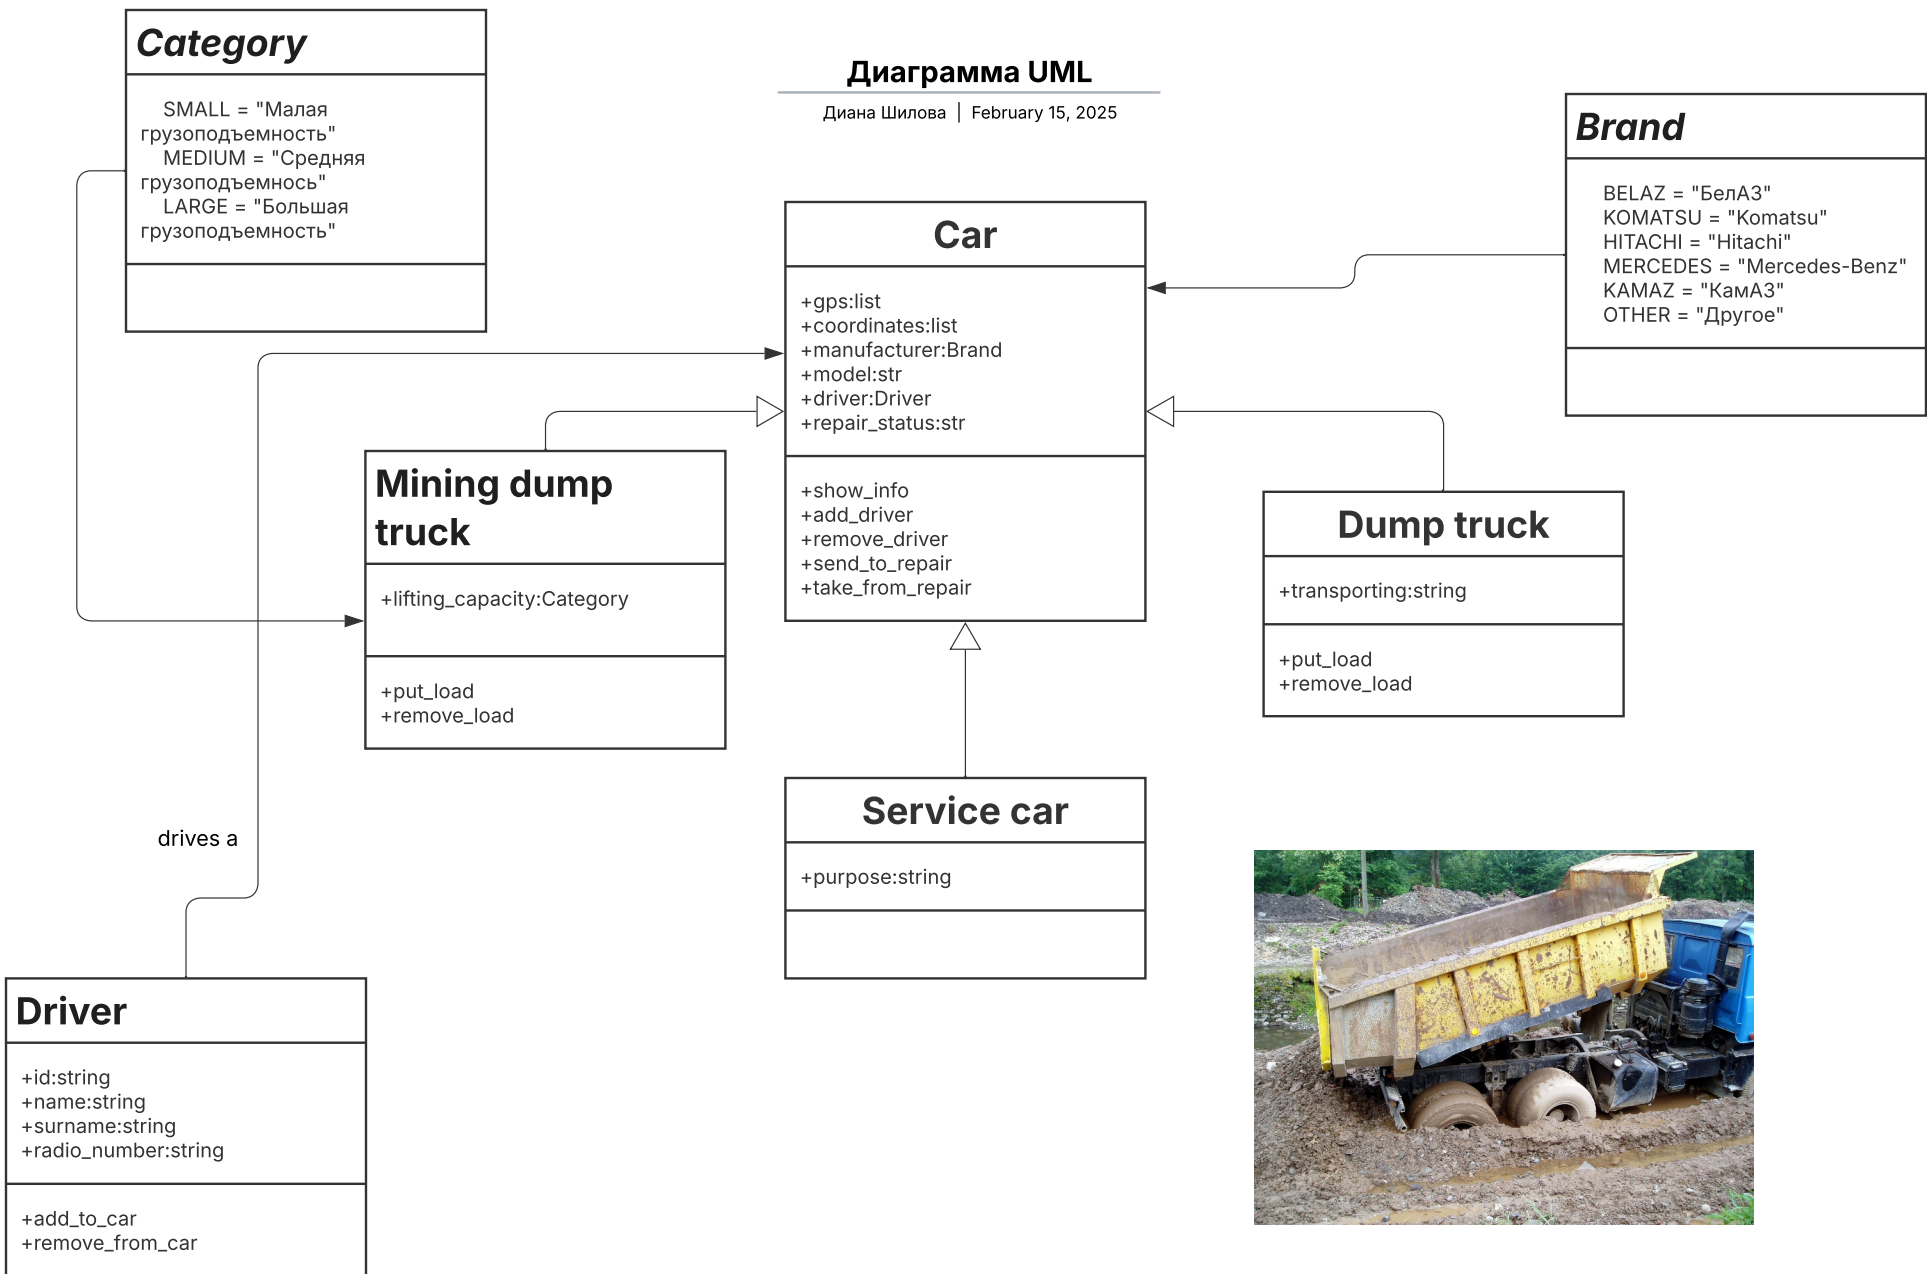 Category
SMALL = "Малая
грузоподъемность"
MEDIUM = "Средняя
грузоподъемнось"
LARGE = "Большая
грузоподъемность"
Диаграмма UML
Диана Шилова | February 15, 2025
Brand
BELAZ = "БелАЗ"
KOMATSU = "Komatsu"
HITACHI = "Hitachi"
MERCEDES = "Mercedes-Benz"
KAMAZ = "КамАЗ"
OTHER = "Другое"
Car
+gps:list
+coordinates:list
+manufacturer:Brand
+model:str
+driver:Driver
+repair_status:str
+show_info
+add_driver
+remove_driver
+send_to_repair
+take_from_repair
Mining dump
truck
+lifting_capacity:Category
+put_load
+remove_load
Dump truck
+transporting:string
+put_load
+remove_load
Service car
+purpose:string
drives a
Driver
+id:string
+name:string
+surname:string
+radio_number:string
+add_to_car
+remove_from_car